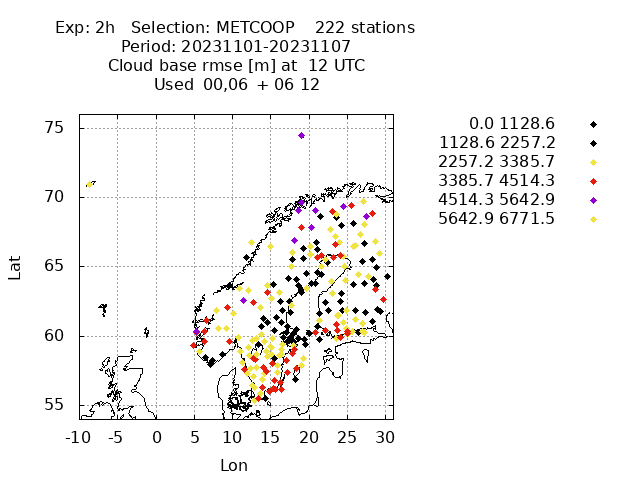 Exp: 2h   Selection: METCOOP    222 stations
Period: 20231101-20231107
Cloud base rmse [m] at  12 UTC
Used  00,06  + 06 12
0.0 1128.6
1128.6 2257.2
2257.2 3385.7
3385.7 4514.3
4514.3 5642.9
5642.9 6771.5
75
70
65
60
55
Lat
-10 -5 0 5 10 15 20 25 30
Lon